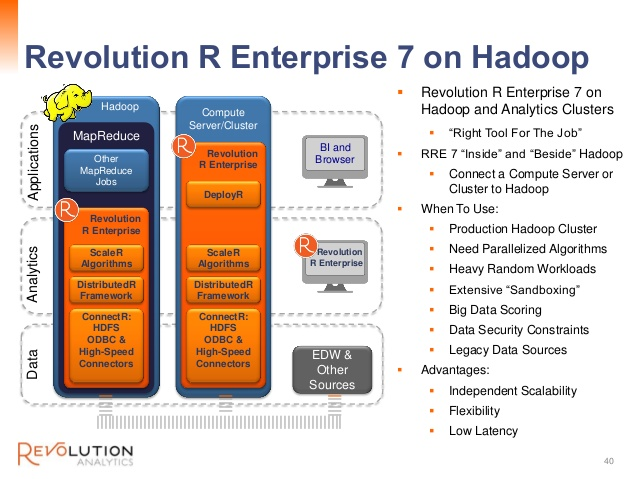 Revolution R Enterprise 7 on Hadoop
Hadoop
MapReduce
Other
MapReduce
Jobs
R
Revolution
R Enterprise
ScaleR
Algorithms
DistributedR
Framework
ConnectR:
HDFS
ODBC &
High-Speed
Connectors
Compute
Server/Cluster
R
Revolution
R Enterprise
DeployR
ScaleR
Algorithms
DistributedR
Framework
ConnectR:
HDFS
ODBC &
High-Speed
Connectors
BI and
Browser
R
Revolution
R Enterprise
EDW &
Other
Sources
Applications
Analytics
Data
Revolution R Enterprise 7 on
Hadoop and Analytics Clusters
“Right Tool For The Job”
RRE 7 “Inside” and “Beside” Hadoop
Connect a Compute Server or
Cluster to Hadoop
When To Use:
Production Hadoop Cluster
Need Parallelized Algorithms
Heavy Random Workloads
Extensive “Sandboxing”
Big Data Scoring
Data Security Constraints
Legacy Data Sources
Advantages:
Independent Scalability
Flexibility
Low Latency
REVOLUTION
ANALYTICS
40